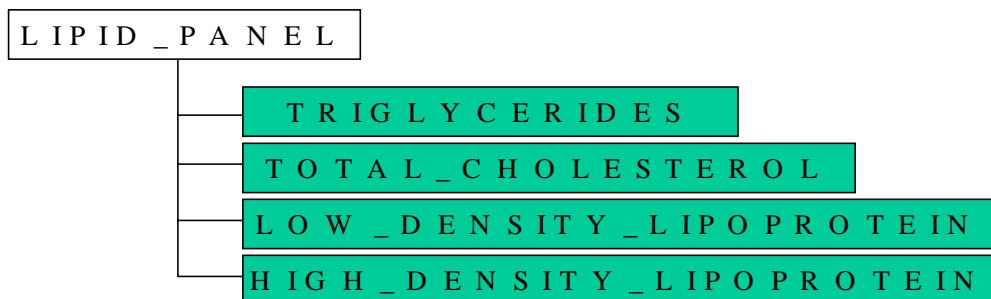 LIPID_PANEL
TRIGLYCERIDES
TOTAL_CHOLESTEROL
LOW_DENSITY_LIPOPROTEIN
HIGH_DENSITY_LIPOPROTEIN